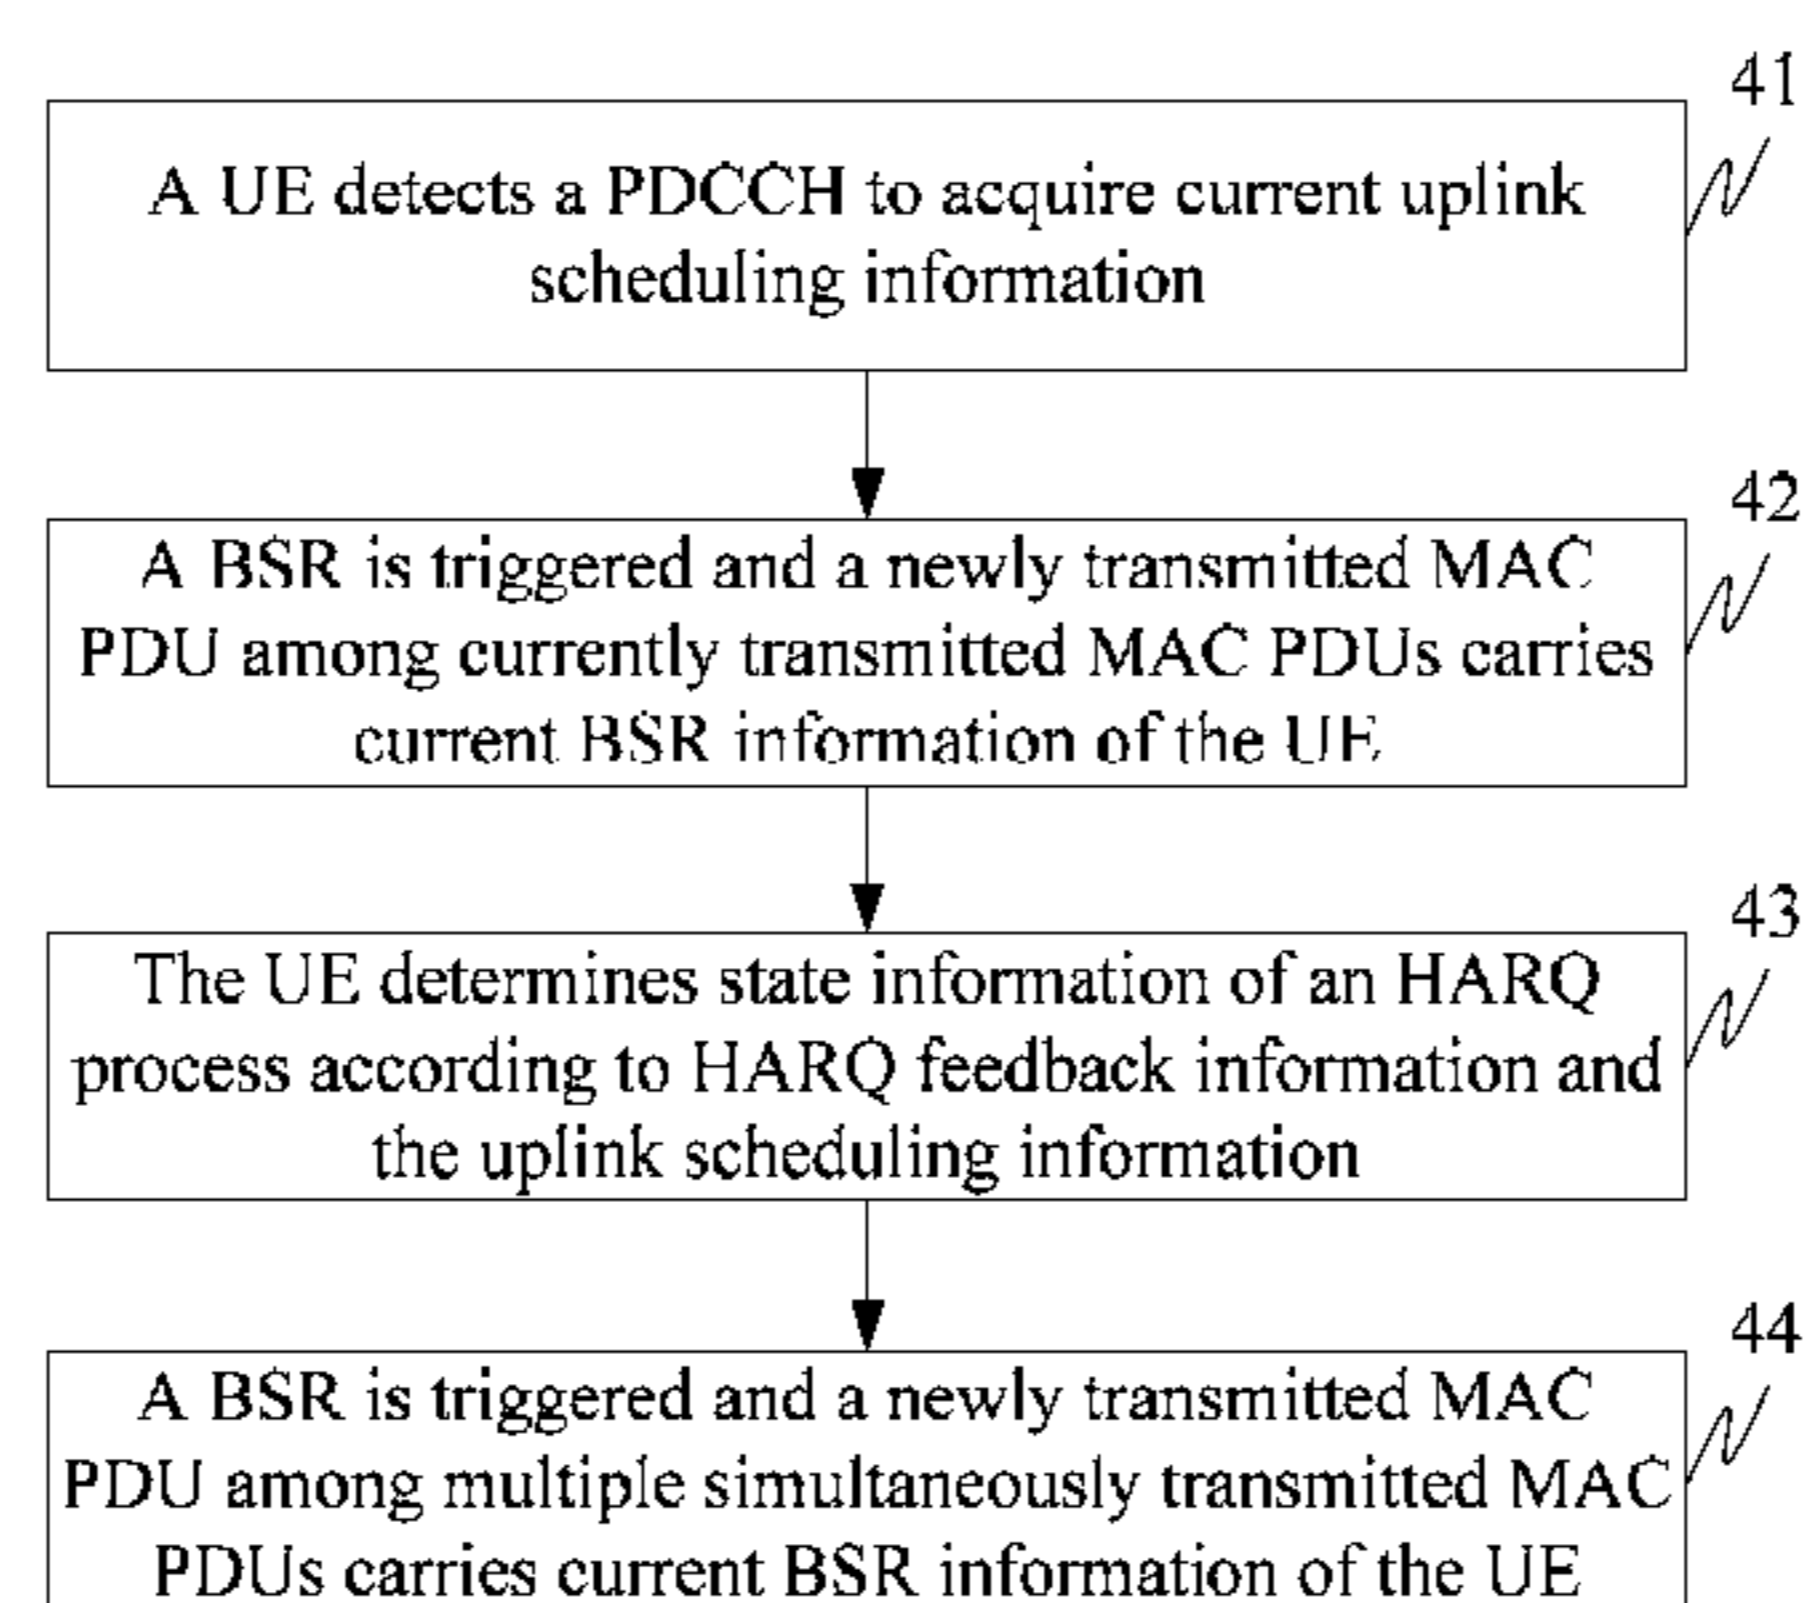 41
A UE detects a PDCCH to acquire current uplink
scheduling information
42
A BSR is triggered and a newly transmitted MAC
PDU among currently transmitted MAC PDUs carries
current BSR information of the UE
43
The UE determines state information of an HARQ
process according to HARQ feedback information and
the uplink scheduling information
44
A BSR is triggered and a newly transmitted MAC
PDU among multiple simultaneously transmitted MAC
PDUs carries current BSR information of the UE